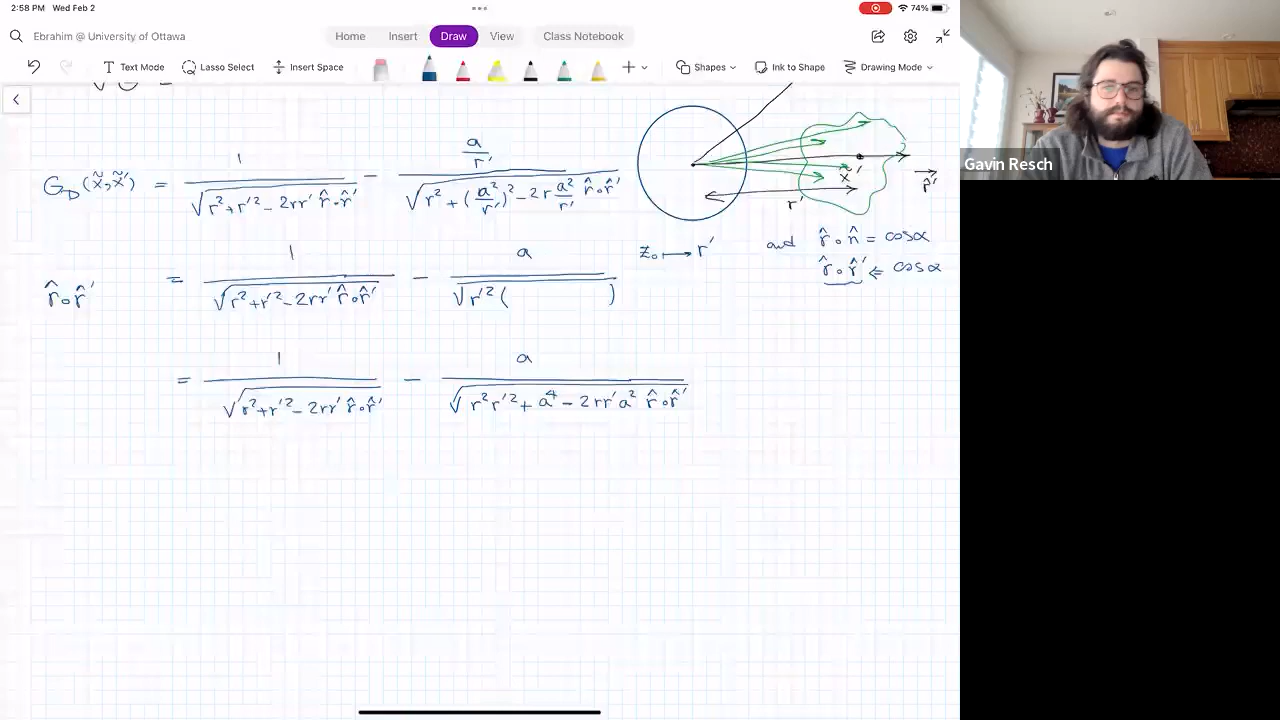 2:58 PM Wed Feb 2
74%
Ebrahim @ University of Ottawa
Home Insert Draw View Class Notebook
Text Mode Lasso Select Insert Space Shapes Ink to Shape Drawing Mode
Gavin Resch
G_D(x̃, x̃') = 1/√(r²+r'²-2rr' r̂∘r̂') - (a/r')/√(r²+(a²/r')²-2r a²/r' r̂∘r̂')
x̃'
r̂'
r'
z₀ ↦ r' and r̂∘n̂ = cosα
r̂∘r̂' ⇐ cosα
r̂∘r̂' = 1/√(r²+r'²-2rr' r̂∘r̂') - a/√(r'²( ))
= 1/√(r²+r'²-2rr' r̂∘r̂') - a/√(r²r'²+a⁴-2rr'a² r̂∘r̂')